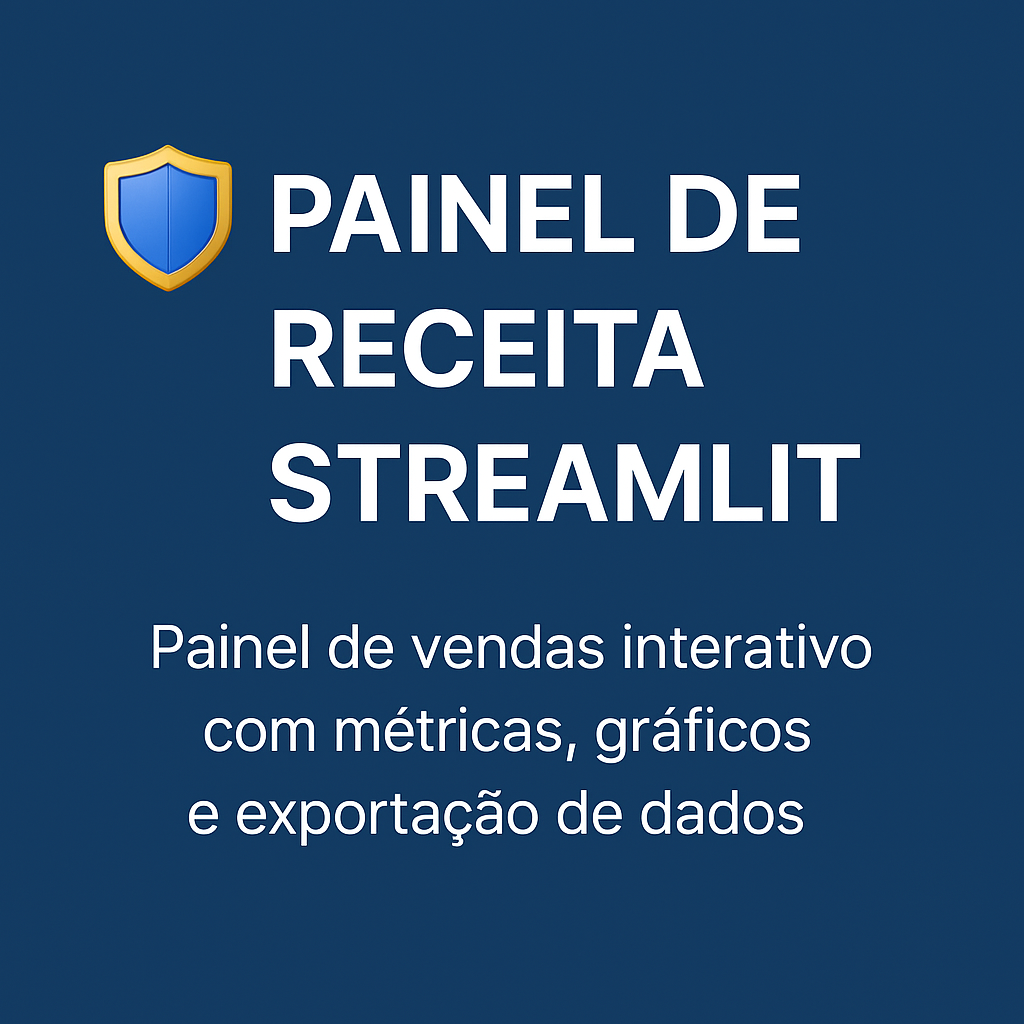 PAINEL DE
RECEITA
STREAMLIT
Painel de vendas interativo
com métricas, gráficos
e exportação de dados